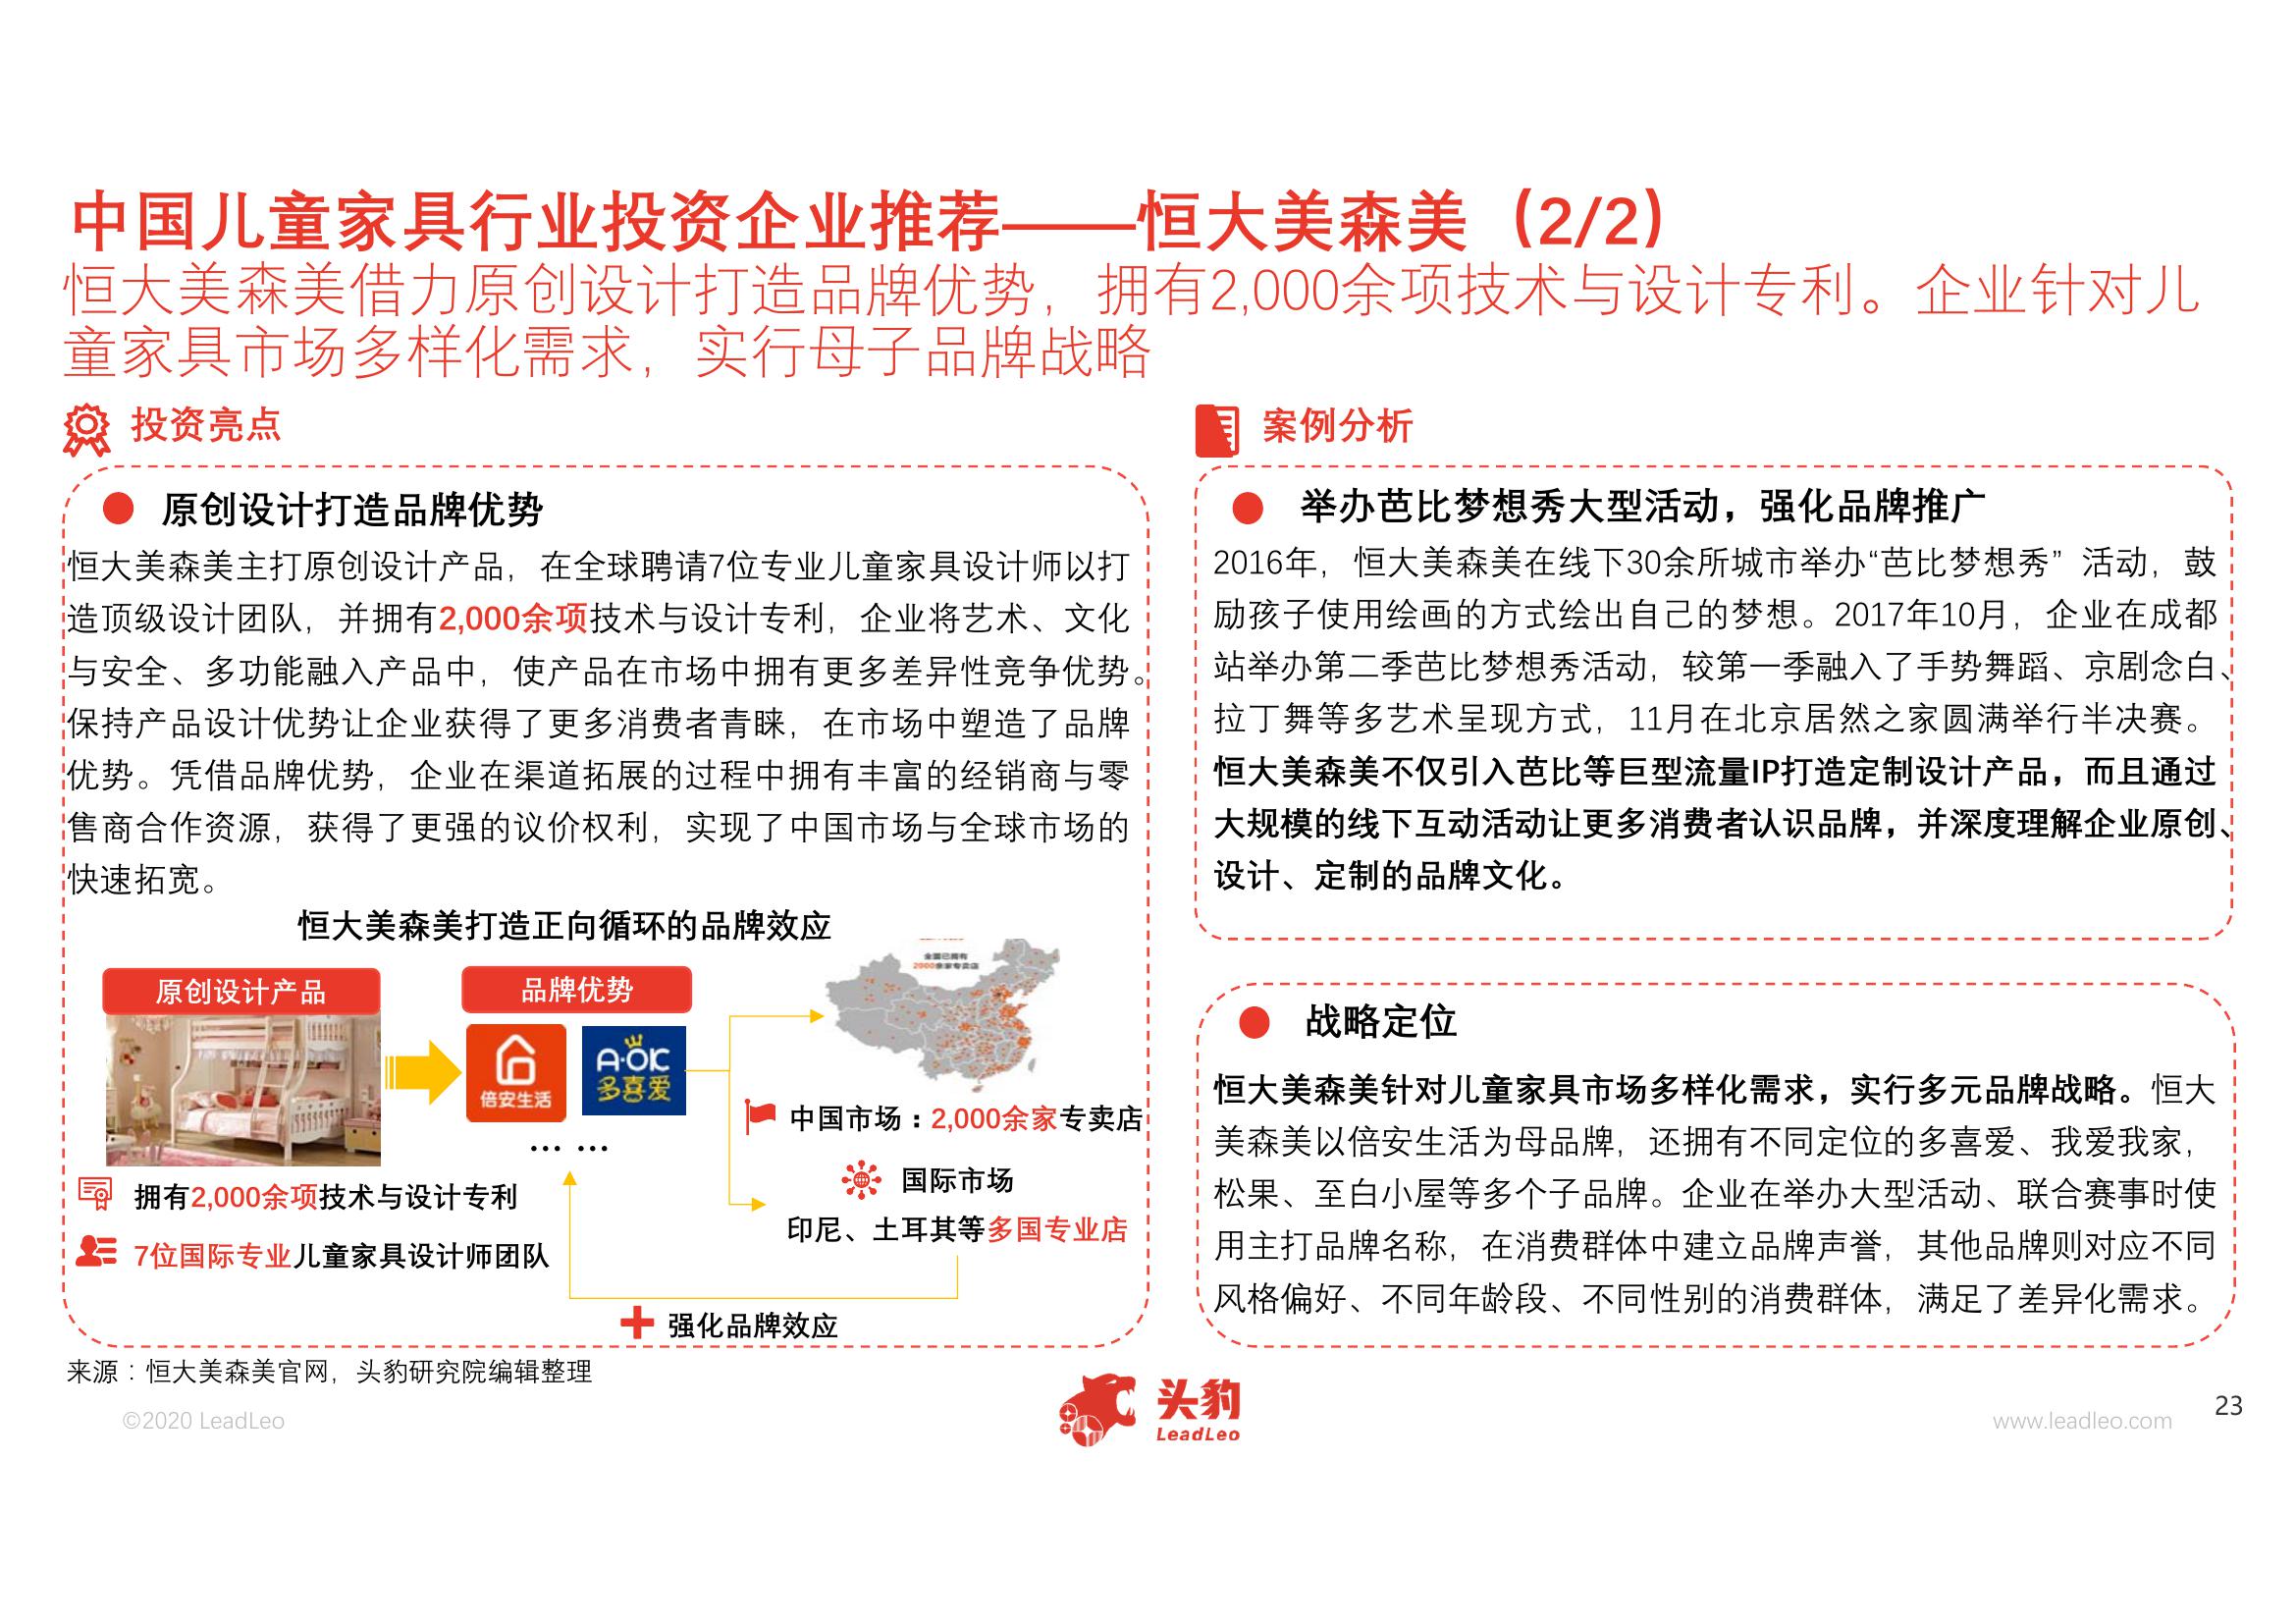 中国儿童家具行业投资企业推荐——恒大美森美（2/2）
恒大美森美借力原创设计打造品牌优势，拥有2,000余项技术与设计专利。企业针对儿
童家具市场多样化需求，实行母子品牌战略
投资亮点
原创设计打造品牌优势
恒大美森美主打原创设计产品，在全球聘请7位专业儿童家具设计师以打
造顶级设计团队，并拥有2,000余项技术与设计专利，企业将艺术、文化
与安全、多功能融入产品中，使产品在市场中拥有更多差异性竞争优势。
保持产品设计优势让企业获得了更多消费者青睐，在市场中塑造了品牌
优势。凭借品牌优势，企业在渠道拓展的过程中拥有丰富的经销商与零
售商合作资源，获得了更强的议价权利，实现了中国市场与全球市场的
快速拓宽。
恒大美森美打造正向循环的品牌效应
原创设计产品
品牌优势
倍安生活
A·OK
多喜爱
... ...
全国已拥有
2000余家专卖店
中国市场：2,000余家专卖店
国际市场
印尼、土耳其等多国专业店
拥有2,000余项技术与设计专利
7位国际专业儿童家具设计师团队
强化品牌效应
案例分析
举办芭比梦想秀大型活动，强化品牌推广
2016年，恒大美森美在线下30余所城市举办“芭比梦想秀”活动，鼓
励孩子使用绘画的方式绘出自己的梦想。2017年10月，企业在成都
站举办第二季芭比梦想秀活动，较第一季融入了手势舞蹈、京剧念白、
拉丁舞等多艺术呈现方式，11月在北京居然之家圆满举行半决赛。
恒大美森美不仅引入芭比等巨型流量IP打造定制设计产品，而且通过
大规模的线下互动活动让更多消费者认识品牌，并深度理解企业原创、
设计、定制的品牌文化。
战略定位
恒大美森美针对儿童家具市场多样化需求，实行多元品牌战略。恒大
美森美以倍安生活为母品牌，还拥有不同定位的多喜爱、我爱我家，
松果、至白小屋等多个子品牌。企业在举办大型活动、联合赛事时使
用主打品牌名称，在消费群体中建立品牌声誉，其他品牌则对应不同
风格偏好、不同年龄段、不同性别的消费群体，满足了差异化需求。
来源：恒大美森美官网，头豹研究院编辑整理
©2020 LeadLeo
头豹
LeadLeo
www.leadleo.com
23